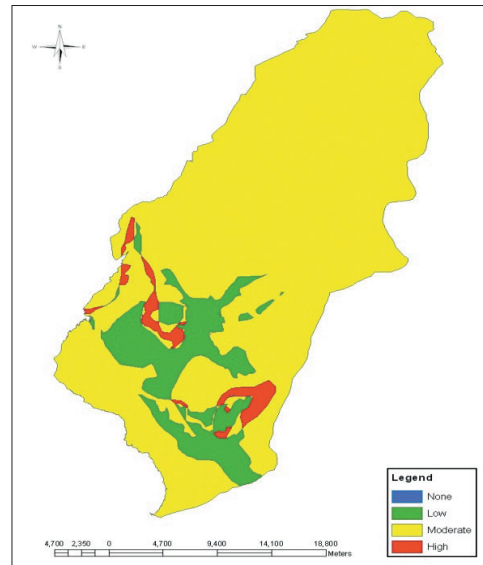 N
W E
S
Legend
None
Low
Moderate
High
4,700 2,350 0 4,700 9,400 14,100 18,800
Meters